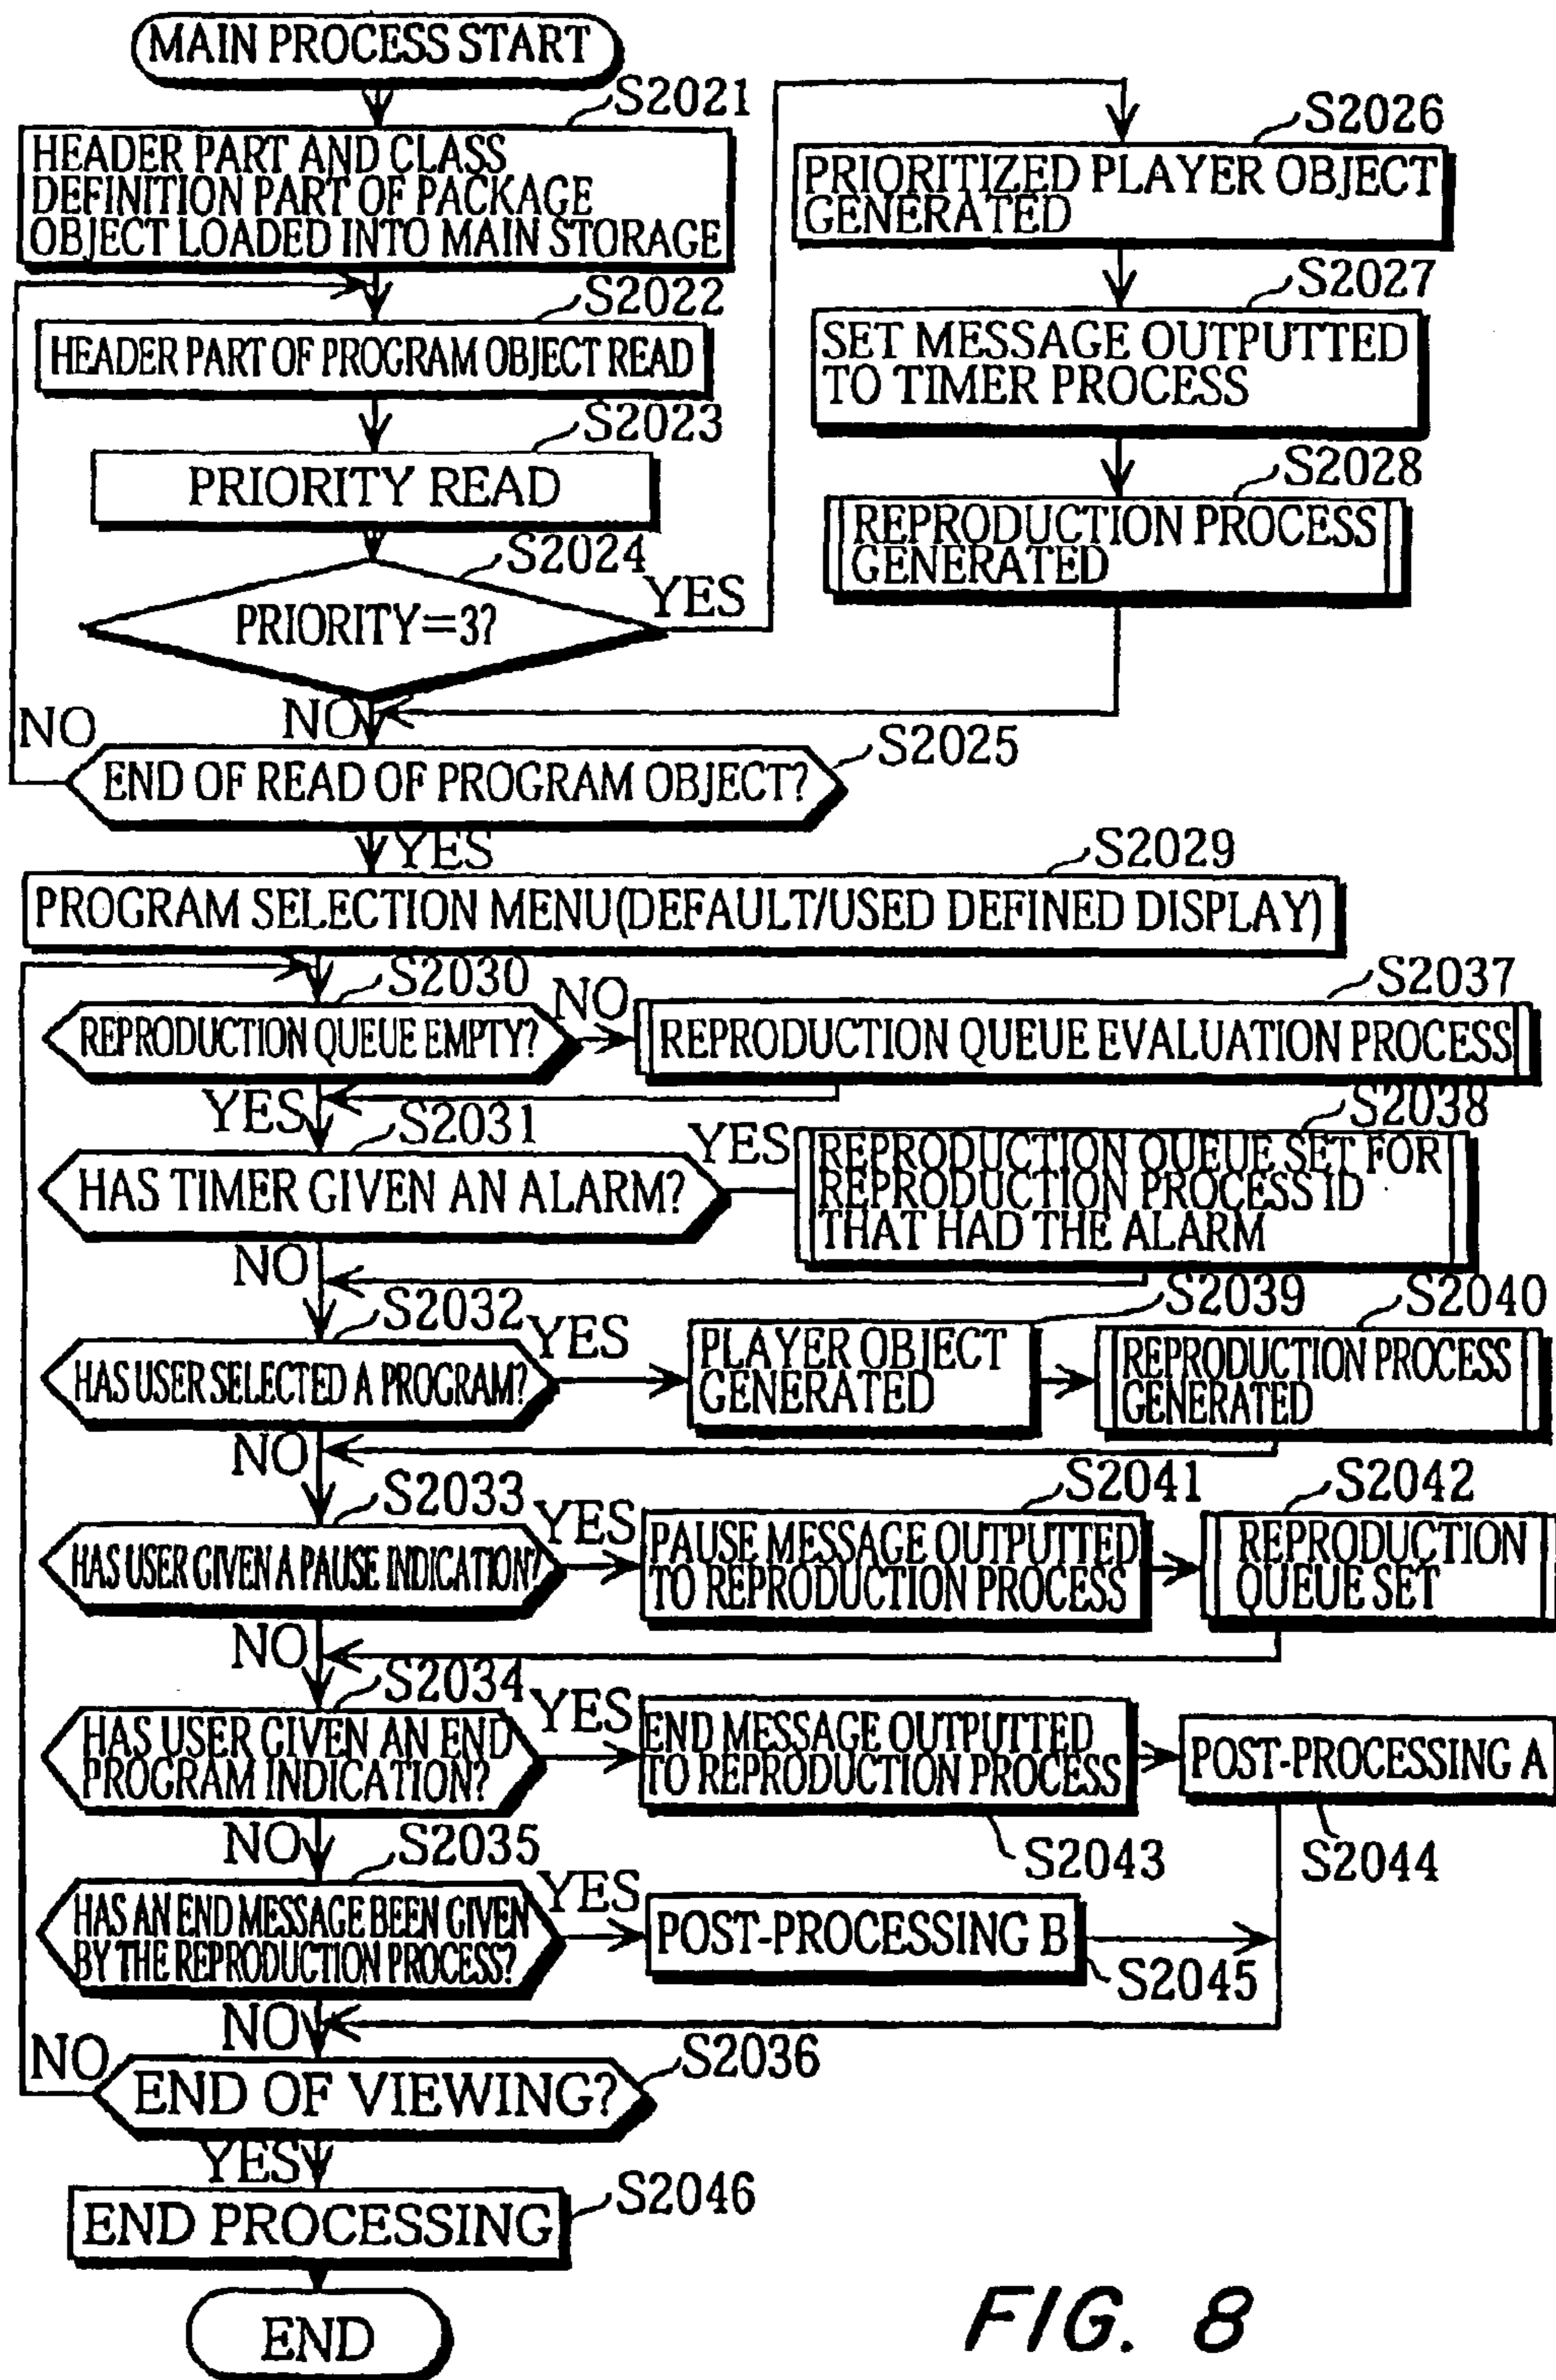 MAIN PROCESS START
S2021
HEADER PART AND CLASS
DEFINITION PART OF PACKAGE
OBJECT LOADED INTO MAIN STORAGE
S2022
HEADER PART OF PROGRAM OBJECT READ
S2023
PRIORITY READ
S2024
PRIORITY=3?
YES
NO
S2026
PRIORITIZED PLAYER OBJECT
GENERATED
S2027
SET MESSAGE OUTPUTTED
TO TIMER PROCESS
S2028
REPRODUCTION PROCESS
GENERATED
NO
S2025
END OF READ OF PROGRAM OBJECT?
YES
S2029
PROGRAM SELECTION MENU(DEFAULT/USED DEFINED DISPLAY)
S2030
REPRODUCTION QUEUE EMPTY?
NO
S2037
REPRODUCTION QUEUE EVALUATION PROCESS
YES
S2031
HAS TIMER GIVEN AN ALARM?
YES
S2038
REPRODUCTION QUEUE SET FOR
REPRODUCTION PROCESS ID
THAT HAD THE ALARM
NO
S2032
HAS USER SELECTED A PROGRAM?
YES
S2039
PLAYER OBJECT
GENERATED
S2040
REPRODUCTION PROCESS
GENERATED
NO
S2033
HAS USER GIVEN A PAUSE INDICATION?
YES
S2041
PAUSE MESSAGE OUTPUTTED
TO REPRODUCTION PROCESS
S2042
REPRODUCTION
QUEUE SET
NO
S2034
HAS USER GIVEN AN END
PROGRAM INDICATION?
YES
END MESSAGE OUTPUTTED
TO REPRODUCTION PROCESS
S2043
POST-PROCESSING A
S2044
NO
S2035
HAS AN END MESSAGE BEEN GIVEN
BY THE REPRODUCTION PROCESS?
YES
POST-PROCESSING B
S2045
NO
NO
S2036
END OF VIEWING?
YES
S2046
END PROCESSING
END
FIG. 8